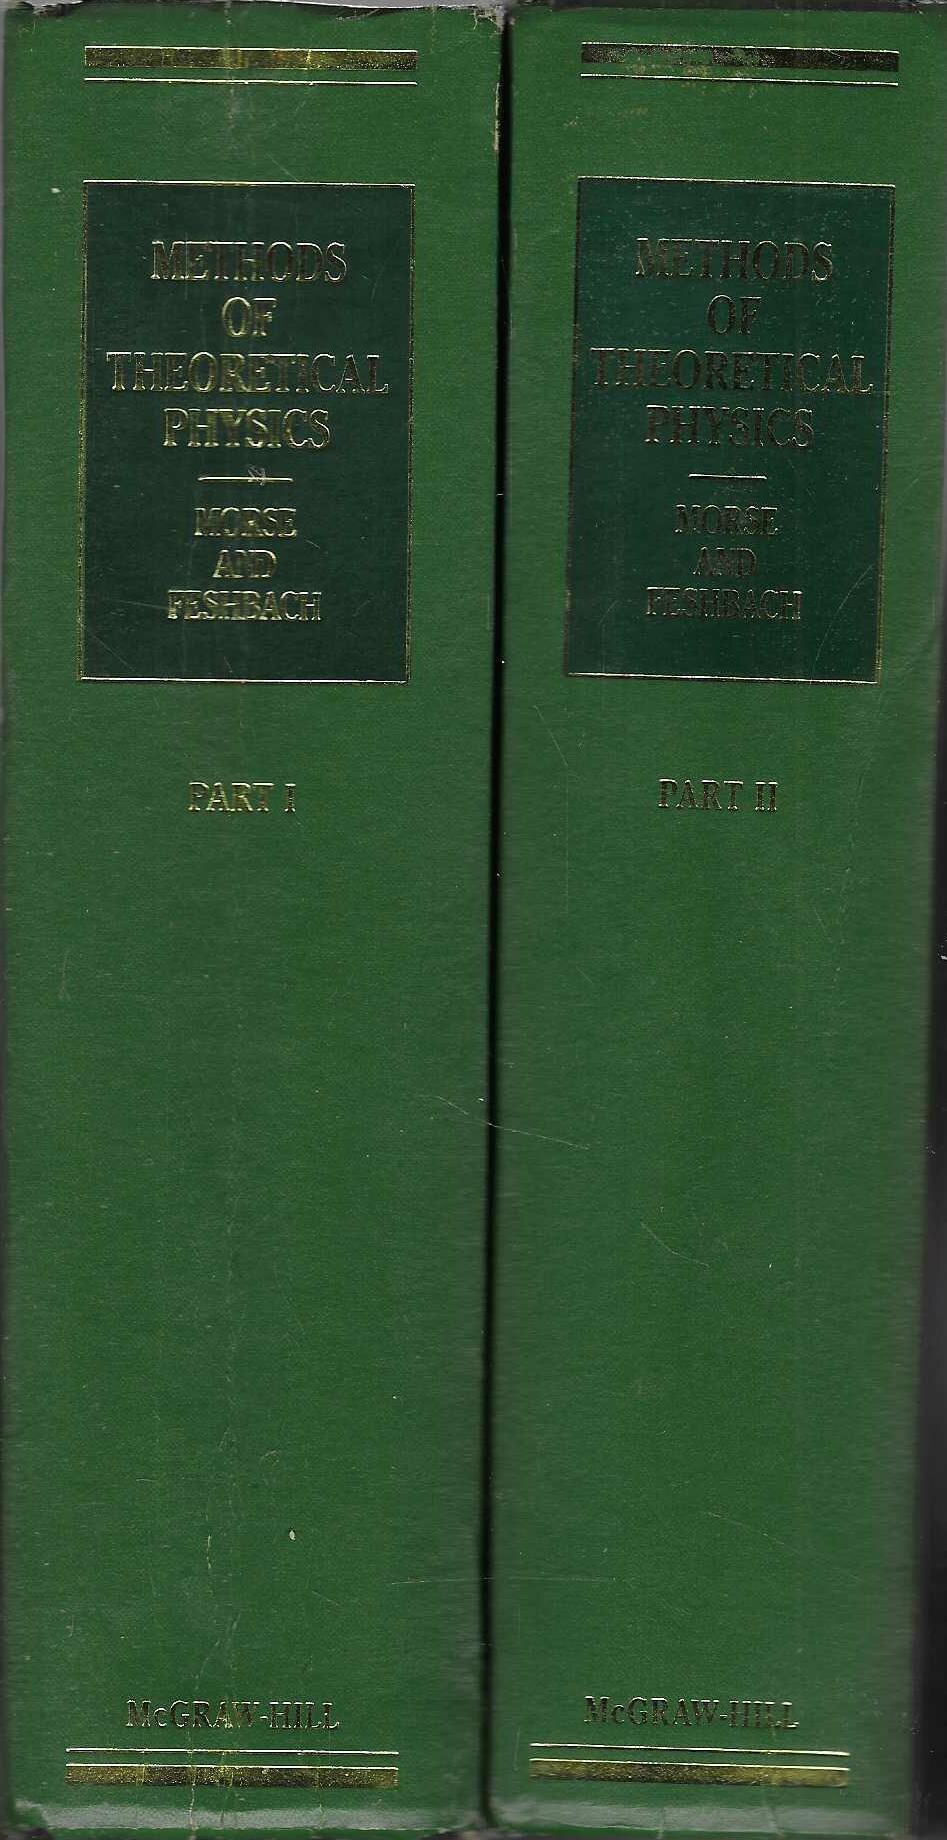 METHODS
OF
THEORETICAL
PHYSICS
MORSE
AND
FESHBACH
PART I
McGRAW-HILL
METHODS
OF
THEORETICAL
PHYSICS
MORSE
AND
FESHBACH
PART II
McGRAW-HILL